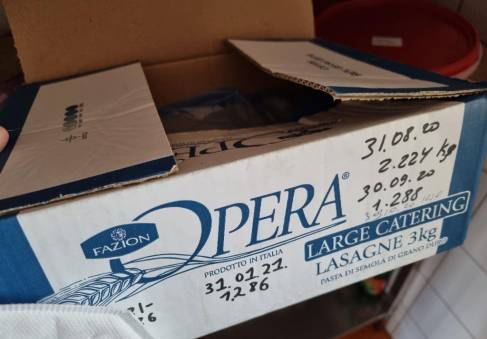 31.08.20
2.224 kg
30.09.20
1.288
OPERA®
FAZION
PRODOTTO IN ITALIA
31.01.21.
1,286
LARGE CATERING
LASAGNE 3kg
PASTA DI SEMOLA DI GRANO DURO